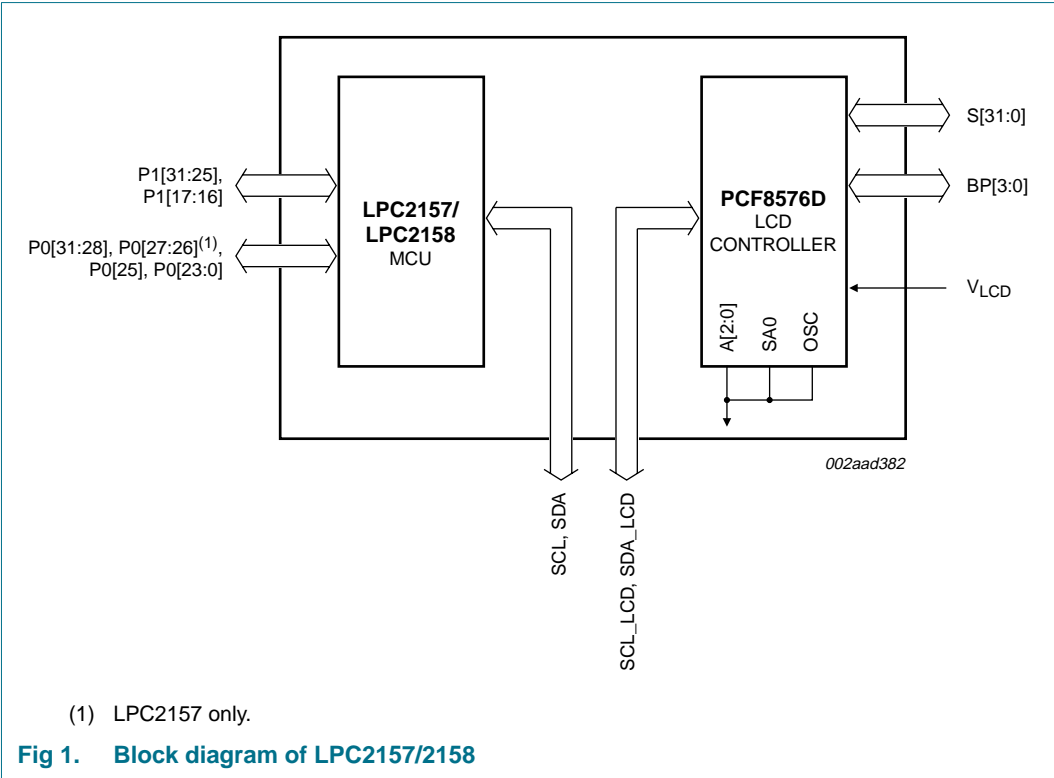 P1[31:25],
P1[17:16]
P0[31:28], P0[27:26](1),
P0[25], P0[23:0]
LPC2157/
LPC2158
MCU
PCF8576D
LCD
CONTROLLER
A[2:0]
SA0
OSC
S[31:0]
BP[3:0]
VLCD
002aad382
SCL, SDA
SCL_LCD, SDA_LCD
(1) LPC2157 only.
Fig 1. Block diagram of LPC2157/2158